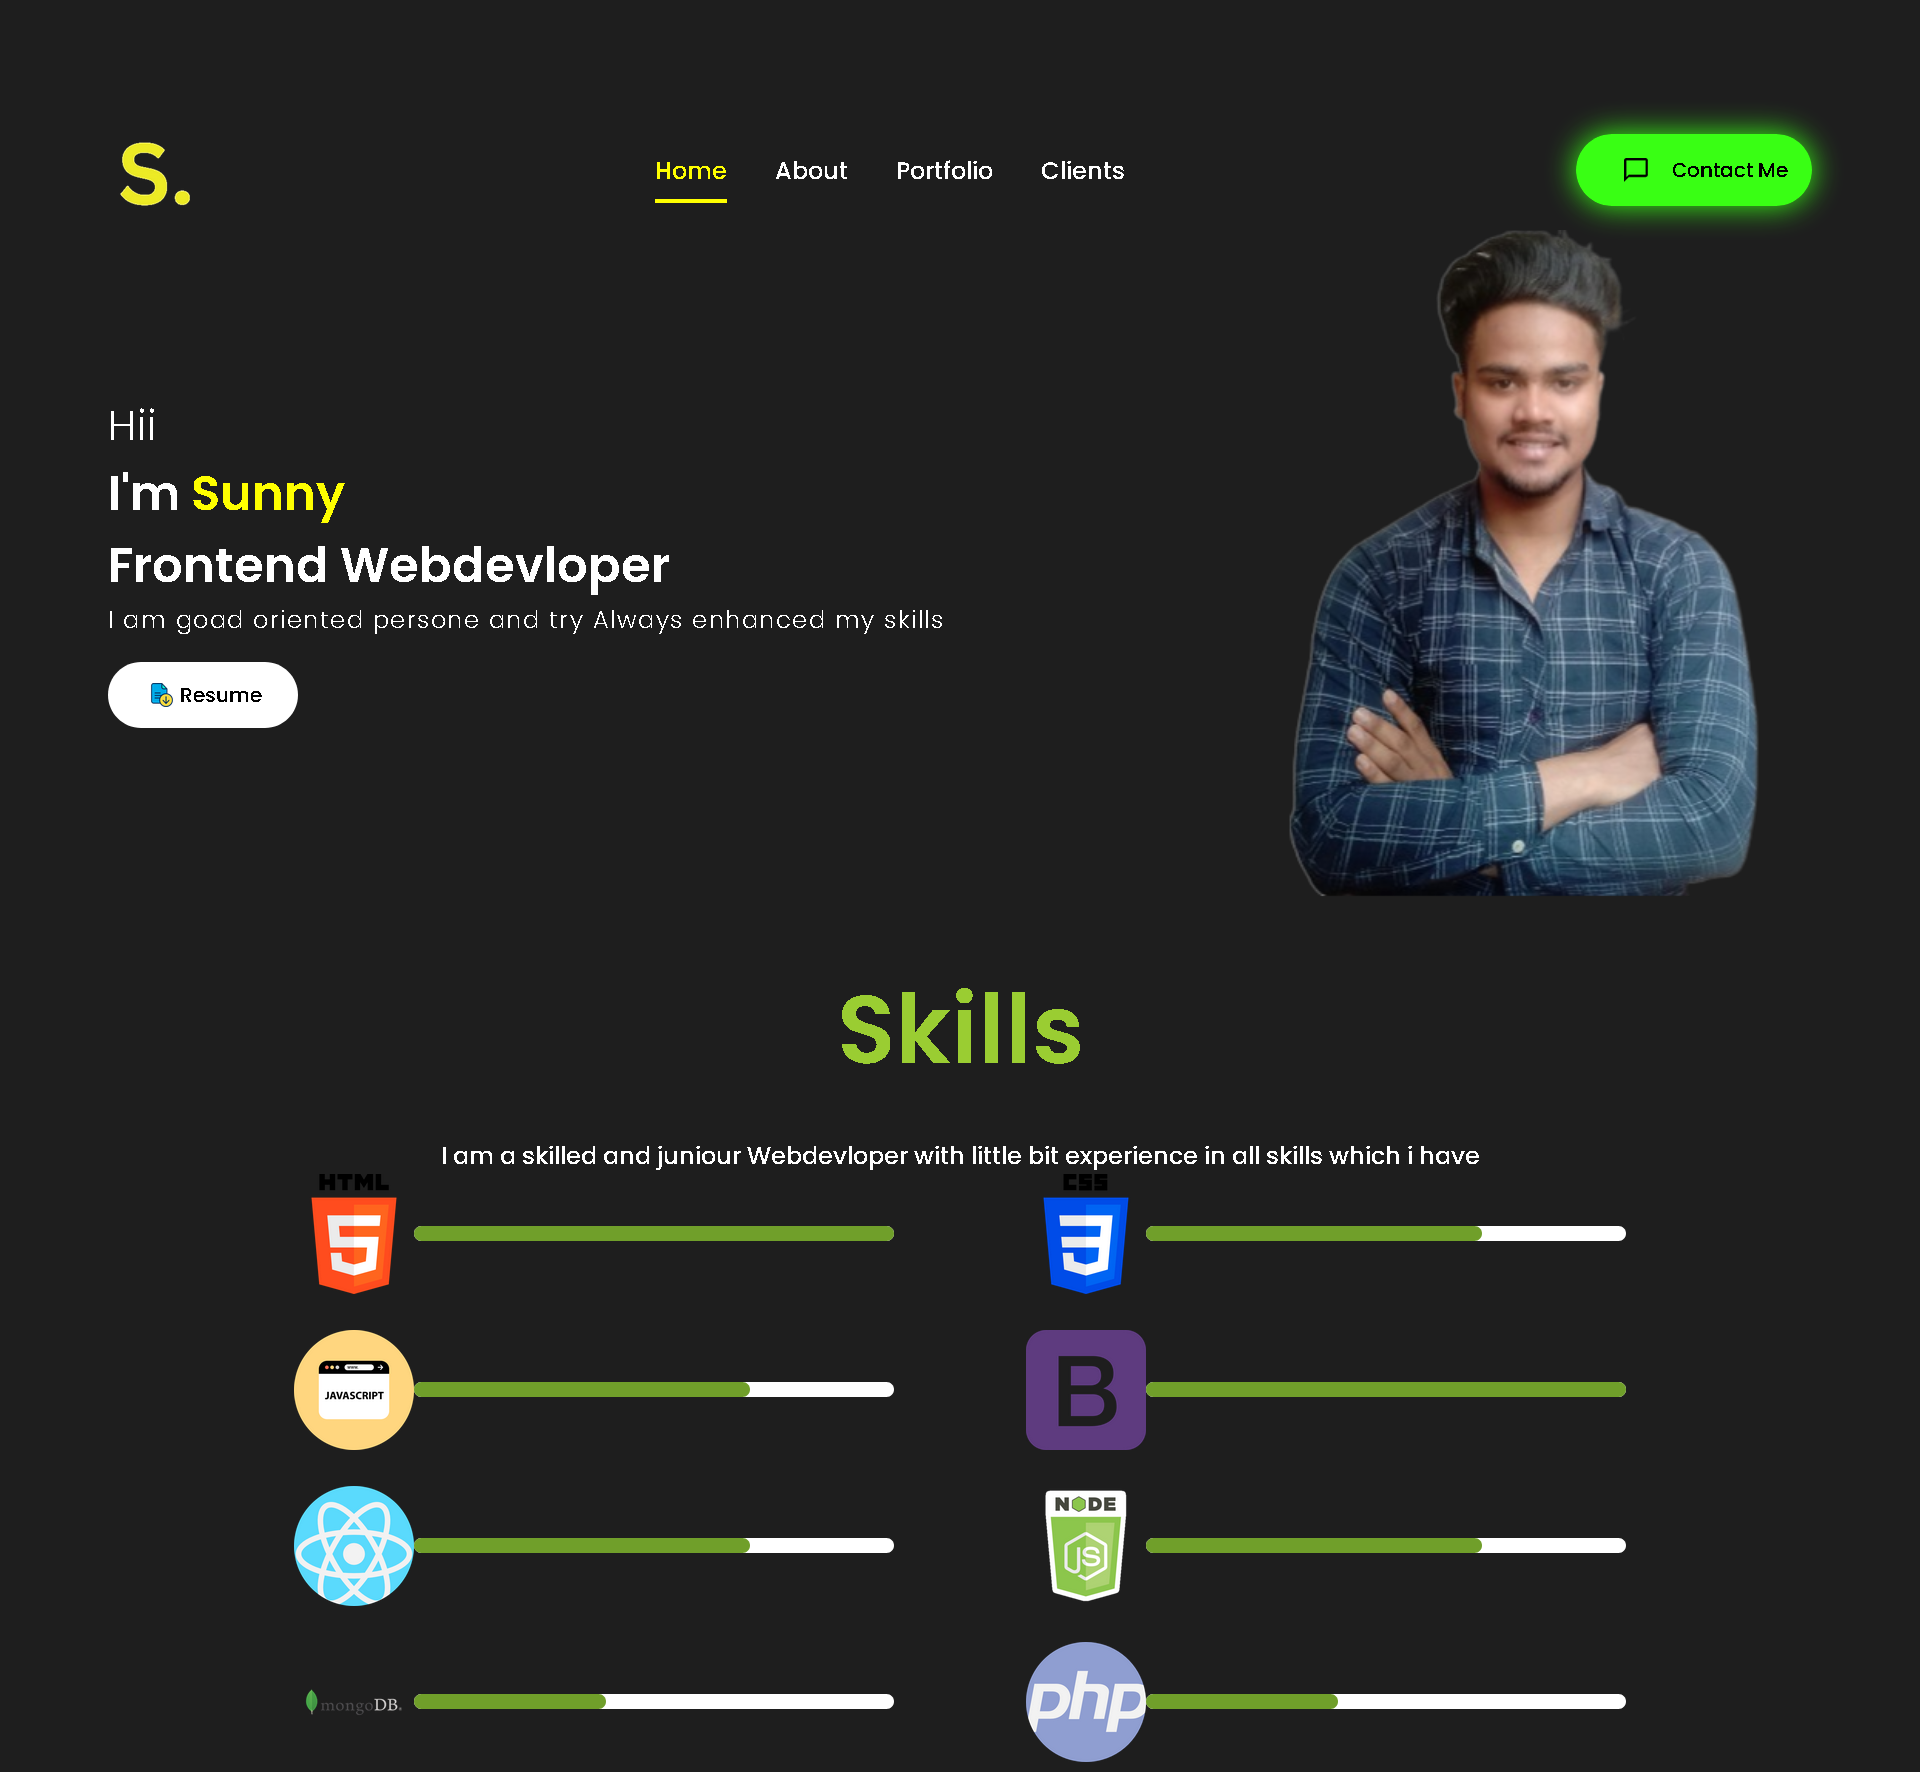 S.
Home About Portfolio Clients
Contact Me
Hii
I'm Sunny
Frontend Webdevloper
I am goad oriented persone and try Always enhanced my skills
Resume
Skills
I am a skilled and juniour Webdevloper with little bit experience in all skills which i have
HTML
5
CSS
3
JAVASCRIPT
B
NODE
JS
mongoDB.
php